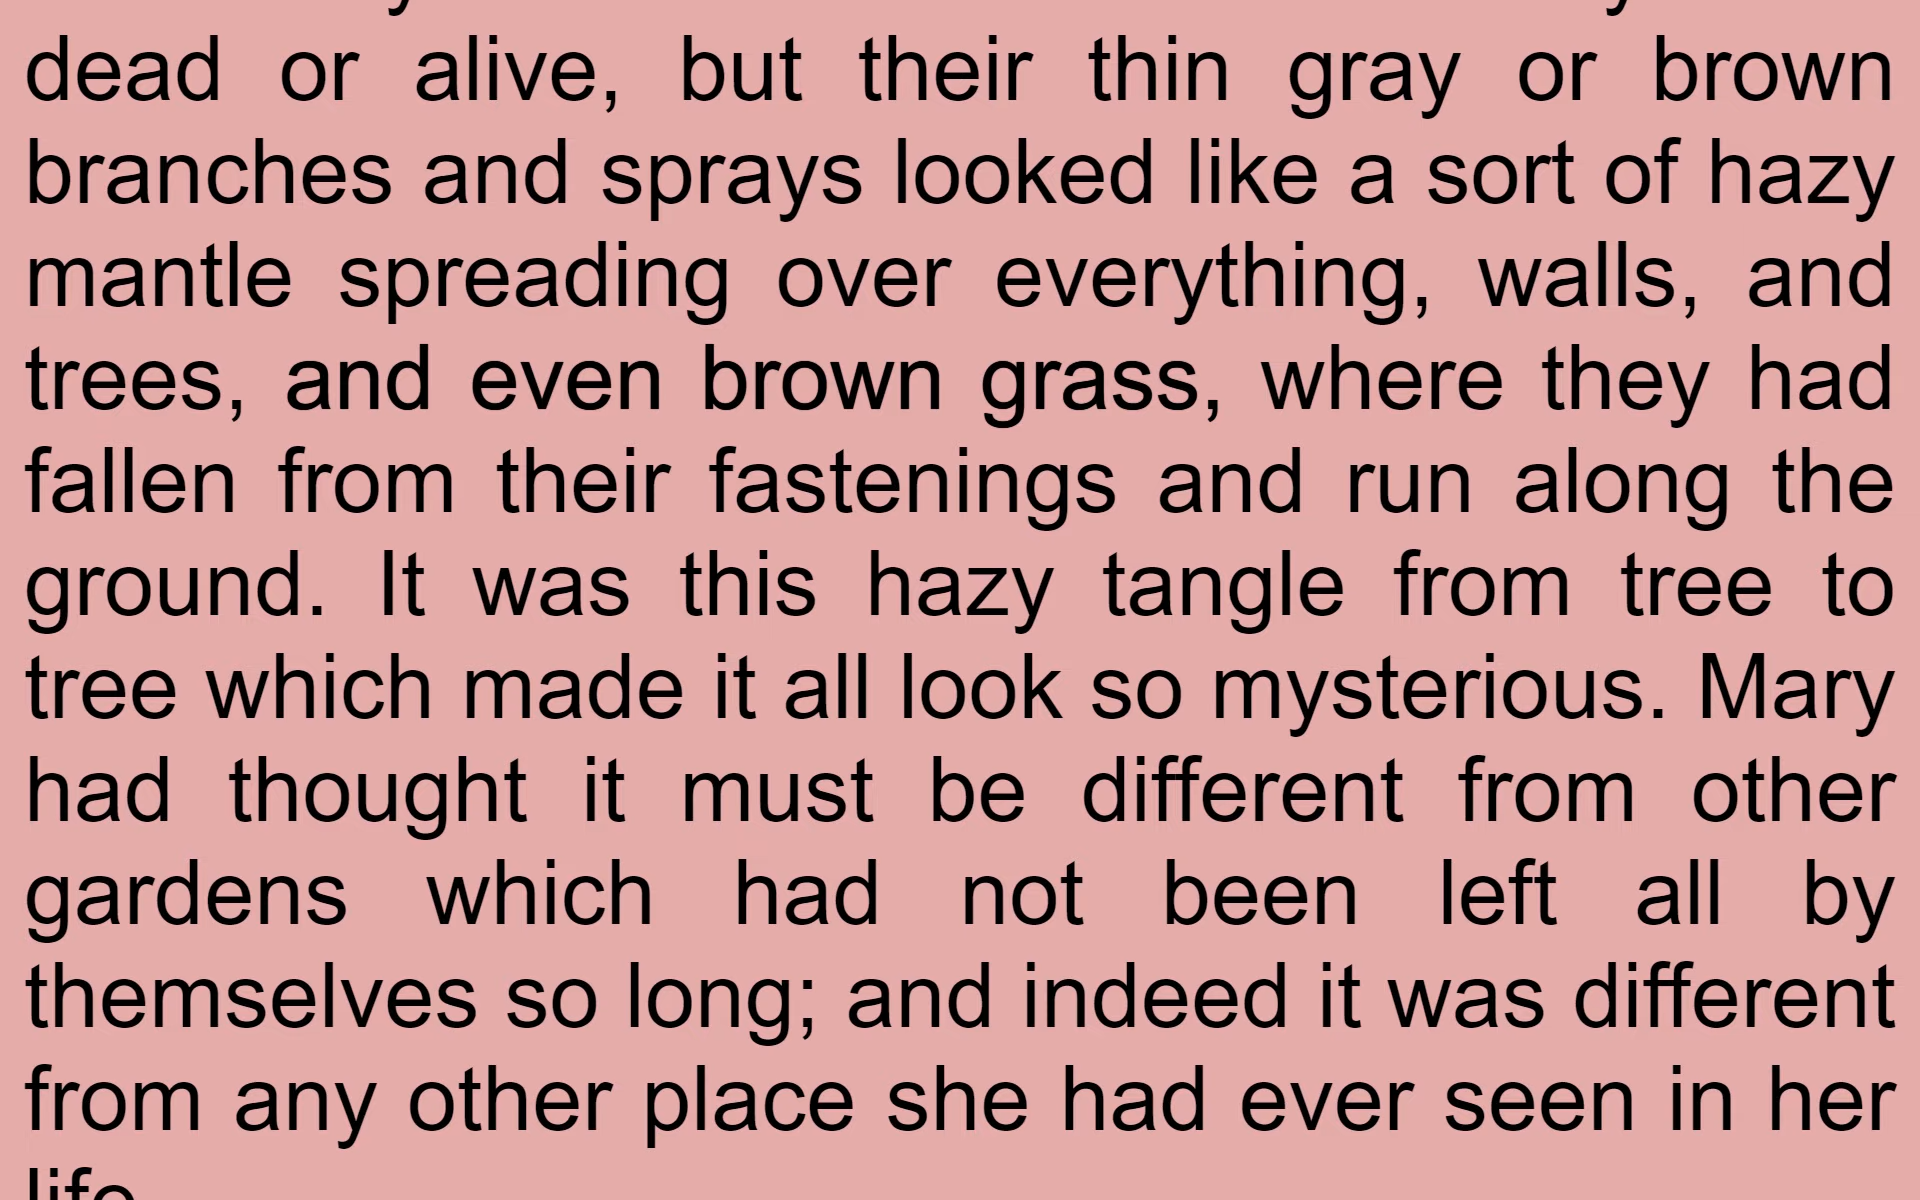 dead or alive, but their thin gray or brown
branches and sprays looked like a sort of hazy
mantle spreading over everything, walls, and
trees, and even brown grass, where they had
fallen from their fastenings and run along the
ground. It was this hazy tangle from tree to
tree which made it all look so mysterious. Mary
had thought it must be different from other
gardens which had not been left all by
themselves so long; and indeed it was different
from any other place she had ever seen in her
life